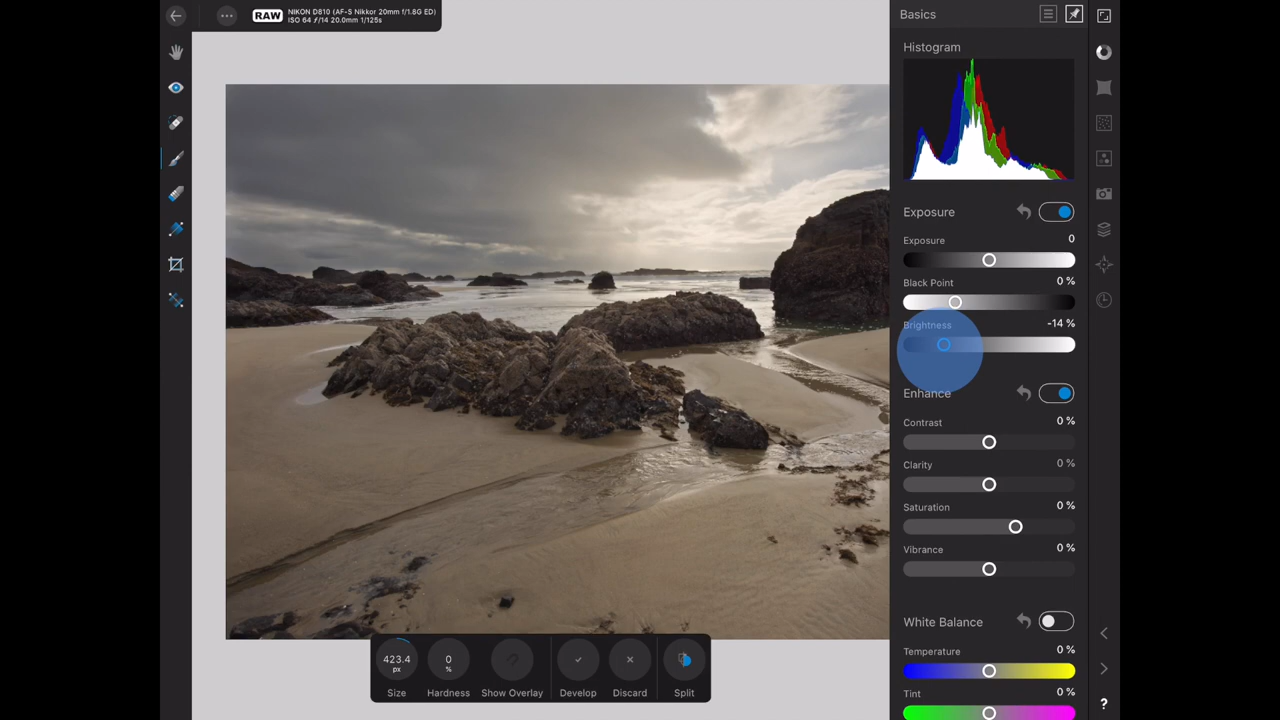 RAW
NIKON D810 (AF-S Nikkor 20mm f/1.8G ED)
ISO 64 ƒ/14 20.0mm 1/125s
Basics
Histogram
Exposure
Exposure 0
Black Point 0 %
Brightness -14 %
Enhance
Contrast 0 %
Clarity 0 %
Saturation 0 %
Vibrance 0 %
White Balance
Temperature 0 %
Tint 0 %
423.4
px
Size
0
%
Hardness
Show Overlay
Develop
Discard
Split
?